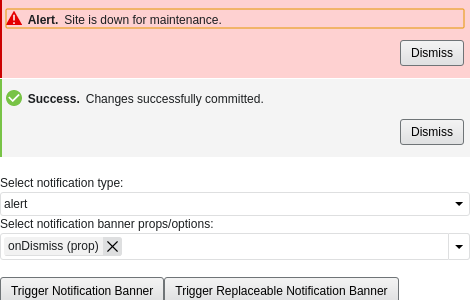 Alert. Site is down for maintenance.
Dismiss
Success. Changes successfully committed.
Dismiss
Select notification type:
alert
Select notification banner props/options:
onDismiss (prop)
Trigger Notification Banner Trigger Replaceable Notification Banner